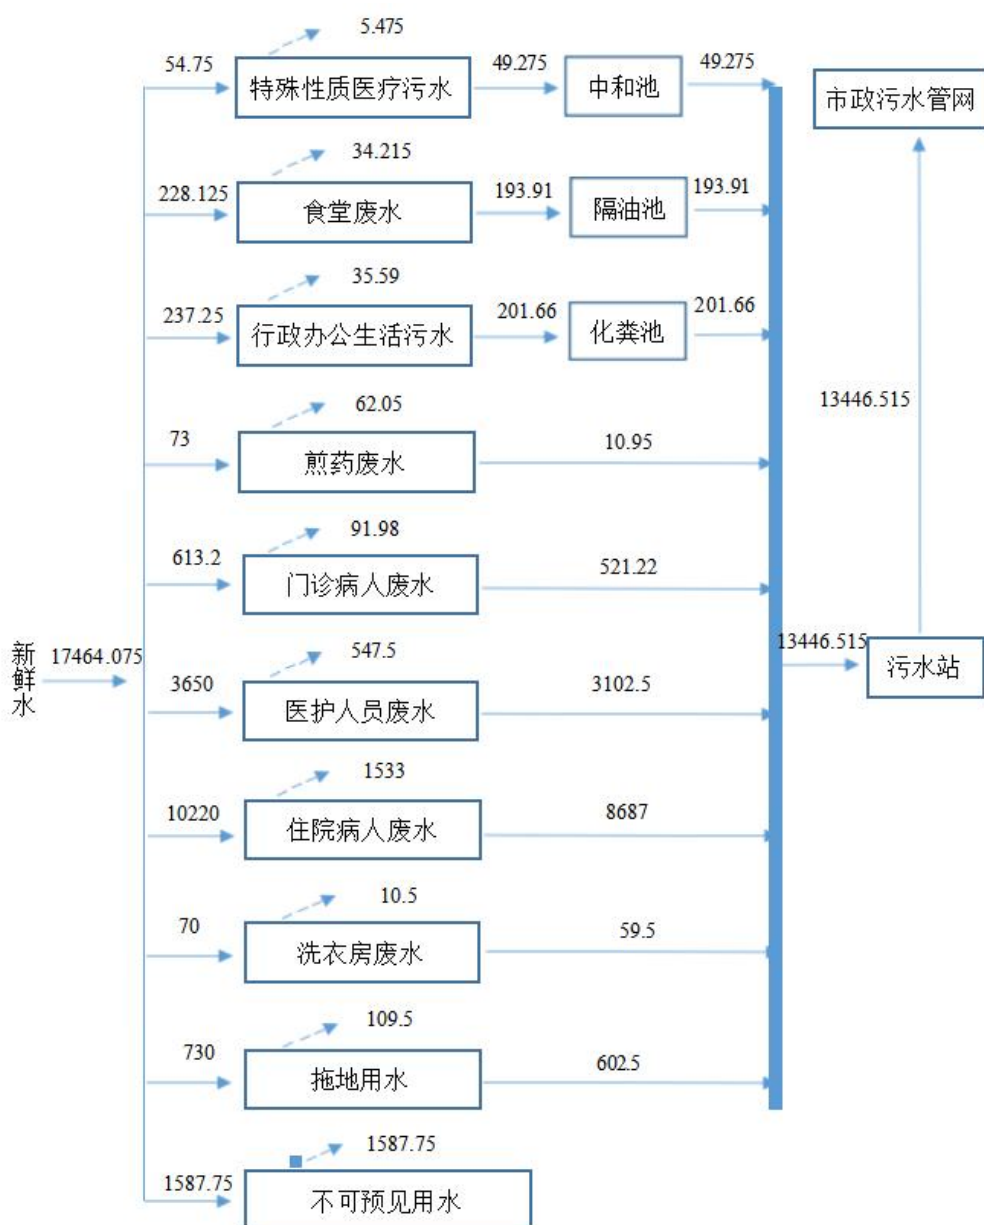 5.475
54.75
特殊性质医疗污水
49.275
中和池
49.275
市政污水管网
34.215
228.125
食堂废水
193.91
隔油池
193.91
35.59
237.25
行政办公生活污水
201.66
化粪池
201.66
62.05
73
煎药废水
10.95
13446.515
91.98
613.2
门诊病人废水
521.22
新鲜水
17464.075
547.5
3650
医护人员废水
3102.5
13446.515
污水站
1533
10220
住院病人废水
8687
10.5
70
洗衣房废水
59.5
109.5
730
拖地用水
602.5
1587.75
1587.75
不可预见用水